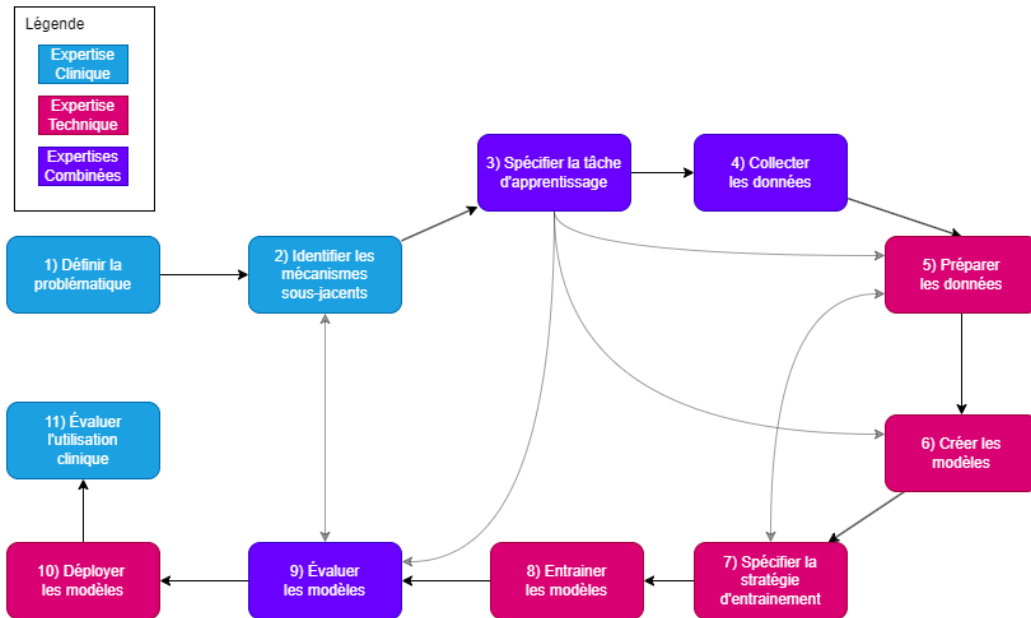 Légende
Expertise
Clinique
Expertise
Technique
Expertises
Combinées
1) Définir la
problématique
2) Identifier les
mécanismes
sous-jacents
3) Spécifier la tâche
d'apprentissage
4) Collecter
les données
5) Préparer
les données
6) Créer les
modèles
7) Spécifier la
stratégie
d'entrainement
8) Entrainer
les modèles
9) Évaluer
les modèles
10) Déployer
les modèles
11) Évaluer
l'utilisation
clinique